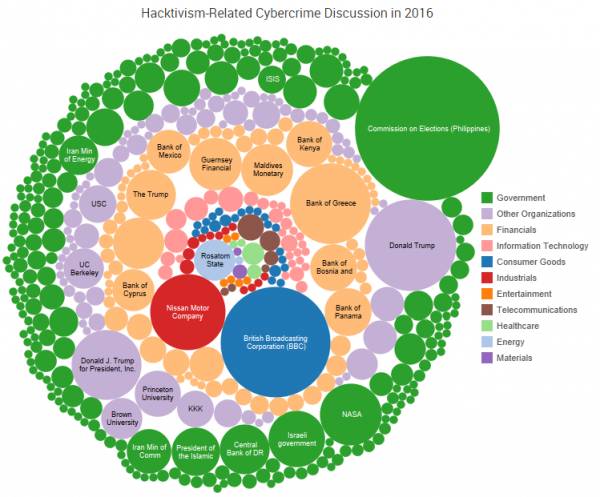 Hacktivism-Related Cybercrime Discussion in 2016
ISIS
Commission on Elections (Philippines)
Iran Min
of Energy
Bank of
Mexico
Guernsey
Financial
Maldives
Monetary
Bank of
Kenya
USC
The Trump
Bank of Greece
Donald Trump
UC
Berkeley
Rosatom
State
Bank of
Bosnia and
Bank of
Cyprus
Nissan Motor
Company
Bank of
Panama
British Broadcasting
Corporation (BBC)
Donald J. Trump
for President, Inc.
Princeton
University
KKK
Brown
University
NASA
Iran Min of
Comm
President of
the Islamic
Central
Bank of DR
Israeli
government
Government
Other Organizations
Financials
Information Technology
Consumer Goods
Industrials
Entertainment
Telecommunications
Healthcare
Energy
Materials